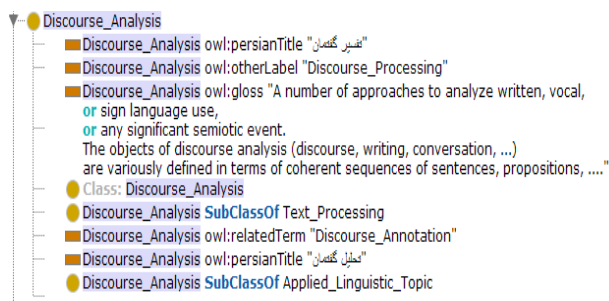 Discourse_Analysis
Discourse_Analysis owl:persianTitle "تفسیر گفتمان"
Discourse_Analysis owl:otherLabel "Discourse_Processing"
Discourse_Analysis owl:gloss "A number of approaches to analyze written, vocal,
or sign language use,
or any significant semiotic event.
The objects of discourse analysis (discourse, writing, conversation, ...)
are variously defined in terms of coherent sequences of sentences, propositions, ...."
Class: Discourse_Analysis
Discourse_Analysis SubClassOf Text_Processing
Discourse_Analysis owl:relatedTerm "Discourse_Annotation"
Discourse_Analysis owl:persianTitle "تحلیل گفتمان"
Discourse_Analysis SubClassOf Applied_Linguistic_Topic